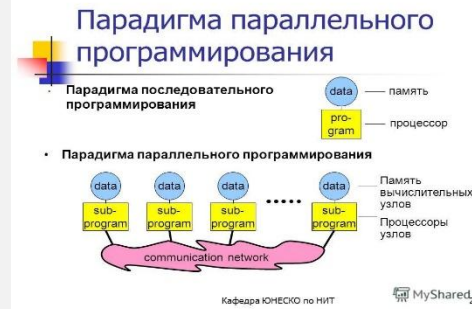 Парадигма параллельного
программирования
Парадигма последовательного
программирования
data
память
pro-
gram
процессор
• Парадигма параллельного программирования
data data data ..... data
Память
вычислительных
узлов
sub-
program
sub-
program
sub-
program
sub-
program
Процессоры
узлов
communication network
Кафедра ЮНЕСКО по НИТ
MyShared